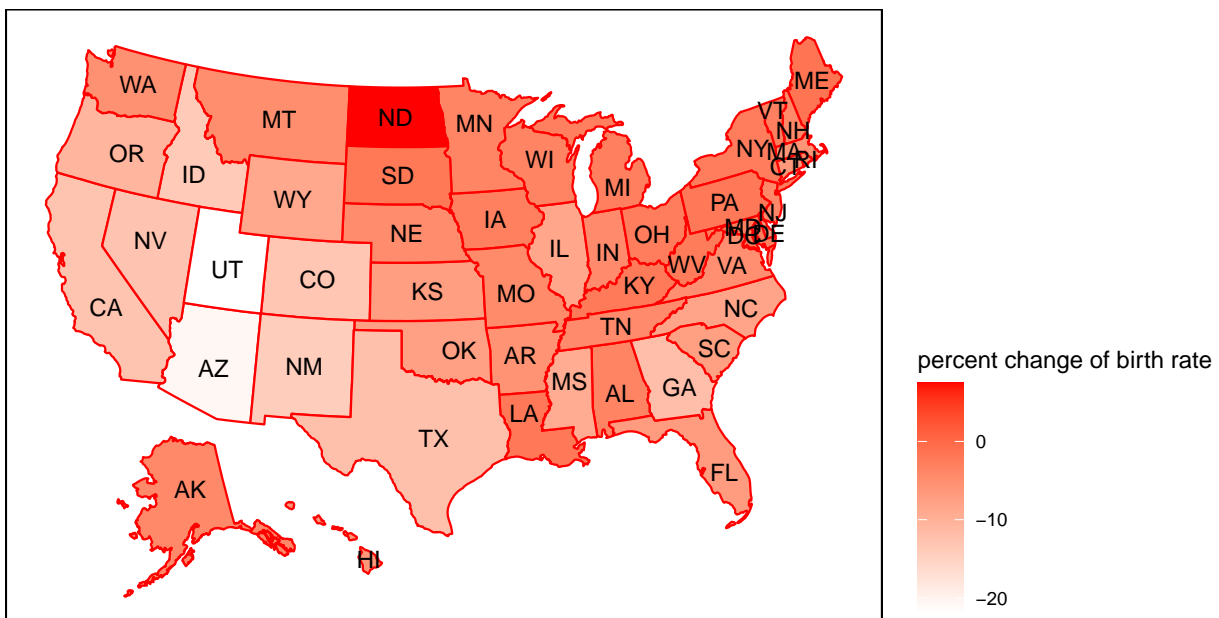 ME
WA
VT
ND
MT
MN
NH
OR
NY
MA
WI
RI
CT
ID
SD
MI
WY
PA
IA
NJ
NE
MD
DE
DC
NV
IL
IN
OH
WV
VA
UT
CO
KS
KY
MO
CA
NC
TN
OK
AR
SC
AZ
NM
MS
GA
AL
LA
TX
FL
AK
HI
percent change of birth rate
0
−10
−20